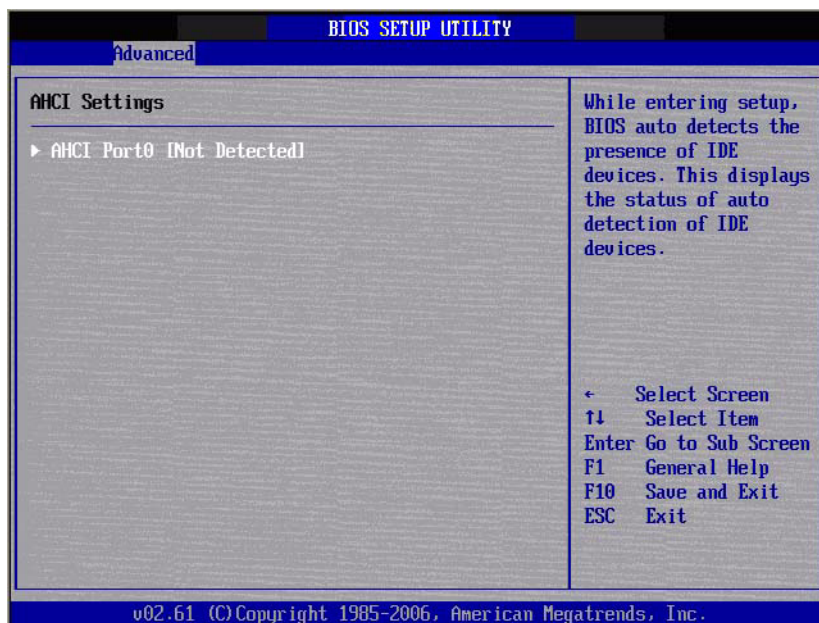 BIOS SETUP UTILITY
Advanced
AHCI Settings
▶ AHCI Port0 [Not Detected]
While entering setup,
BIOS auto detects the
presence of IDE
devices. This displays
the status of auto
detection of IDE
devices.
← Select Screen
↑↓ Select Item
Enter Go to Sub Screen
F1 General Help
F10 Save and Exit
ESC Exit
v02.61 (C)Copyright 1985-2006, American Megatrends, Inc.